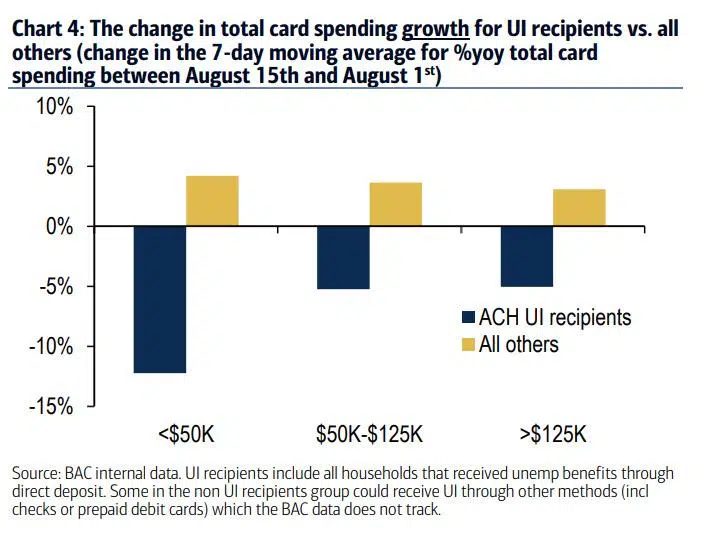 Chart 4: The change in total card spending growth for UI recipients vs. all
others (change in the 7-day moving average for %yoy total card
spending between August 15th and August 1st)
10%
5%
0%
-5%
-10%
-15%
ACH UI recipients
All others
<$50K
$50K-$125K
>$125K
Source: BAC internal data. UI recipients include all households that received unemp benefits through
direct deposit. Some in the non UI recipients group could receive UI through other methods (incl
checks or prepaid debit cards) which the BAC data does not track.